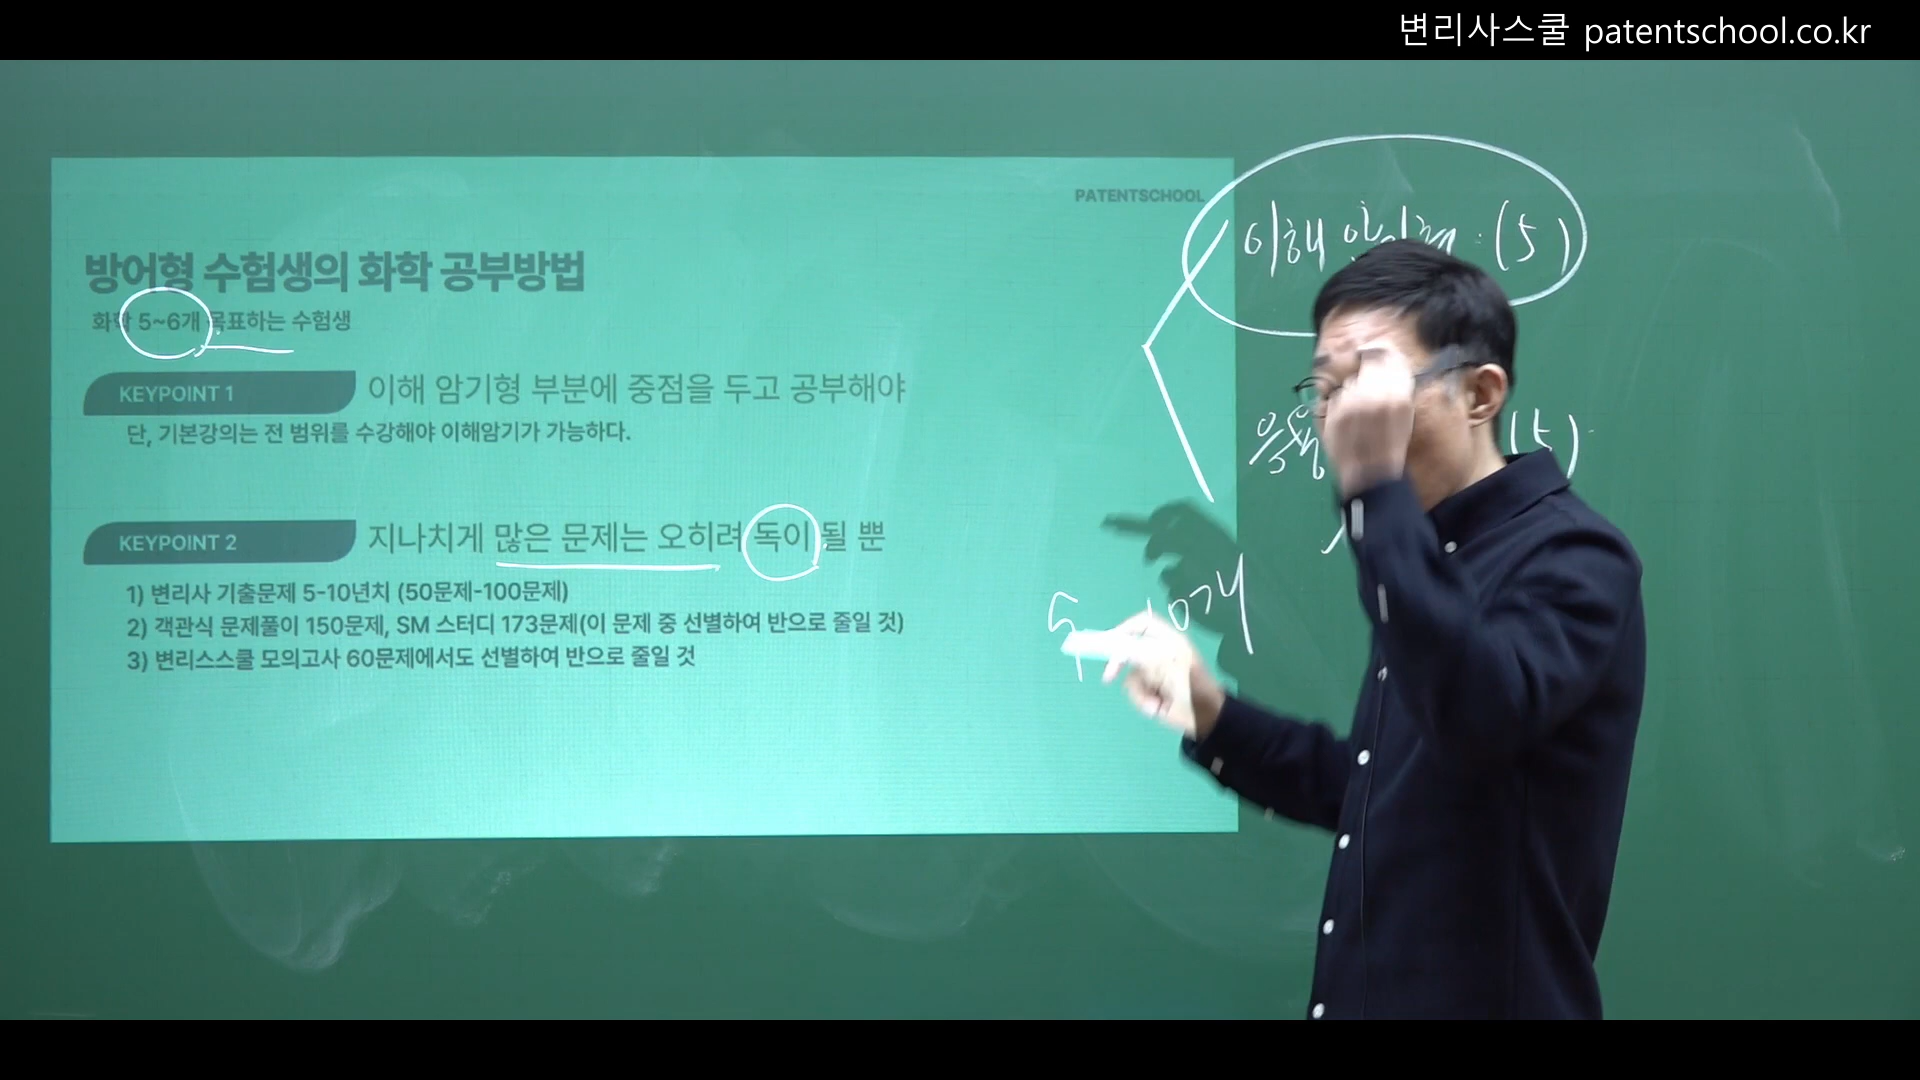 변리사스쿨 patentschool.co.kr
PATENTSCHOOL
방어형 수험생의 화학 공부방법
화학 5~6개 목표하는 수험생
KEYPOINT 1 이해 암기형 부분에 중점을 두고 공부해야
단, 기본강의는 전 범위를 수강해야 이해암기가 가능하다.
KEYPOINT 2 지나치게 많은 문제는 오히려 독이 될 뿐
1) 변리사 기출문제 5-10년치 (50문제-100문제)
2) 객관식 문제풀이 150문제, SM 스터디 173문제(이 문제 중 선별하여 반으로 줄일 것)
3) 변리스스쿨 모의고사 60문제에서도 선별하여 반으로 줄일 것
이해 (5)
(5)